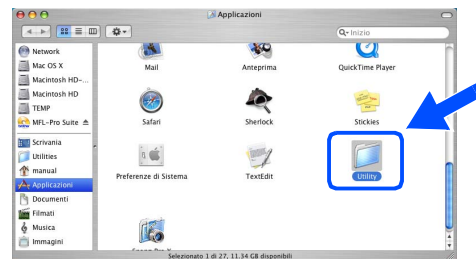 Applicazioni
Q- Inizio
Network
Mac OS X
Macintosh HD-...
Macintosh HD
TEMP
MFL-Pro Suite
Scrivania
Utilities
manual
Applicazioni
Documenti
Filmati
Musica
Immagini
Mail
Anteprima
QuickTime Player
Safari
Sherlock
Stickies
Preferenze di Sistema
TextEdit
Utility
Selezionato 1 di 27, 11.34 GB disponibili